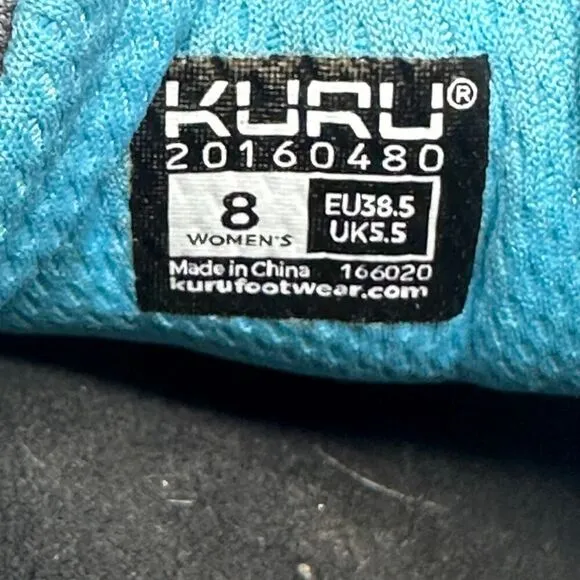 KURU®
20160480
8
WOMEN'S
EU38.5
UK5.5
Made in China 166020
kurufootwear.com